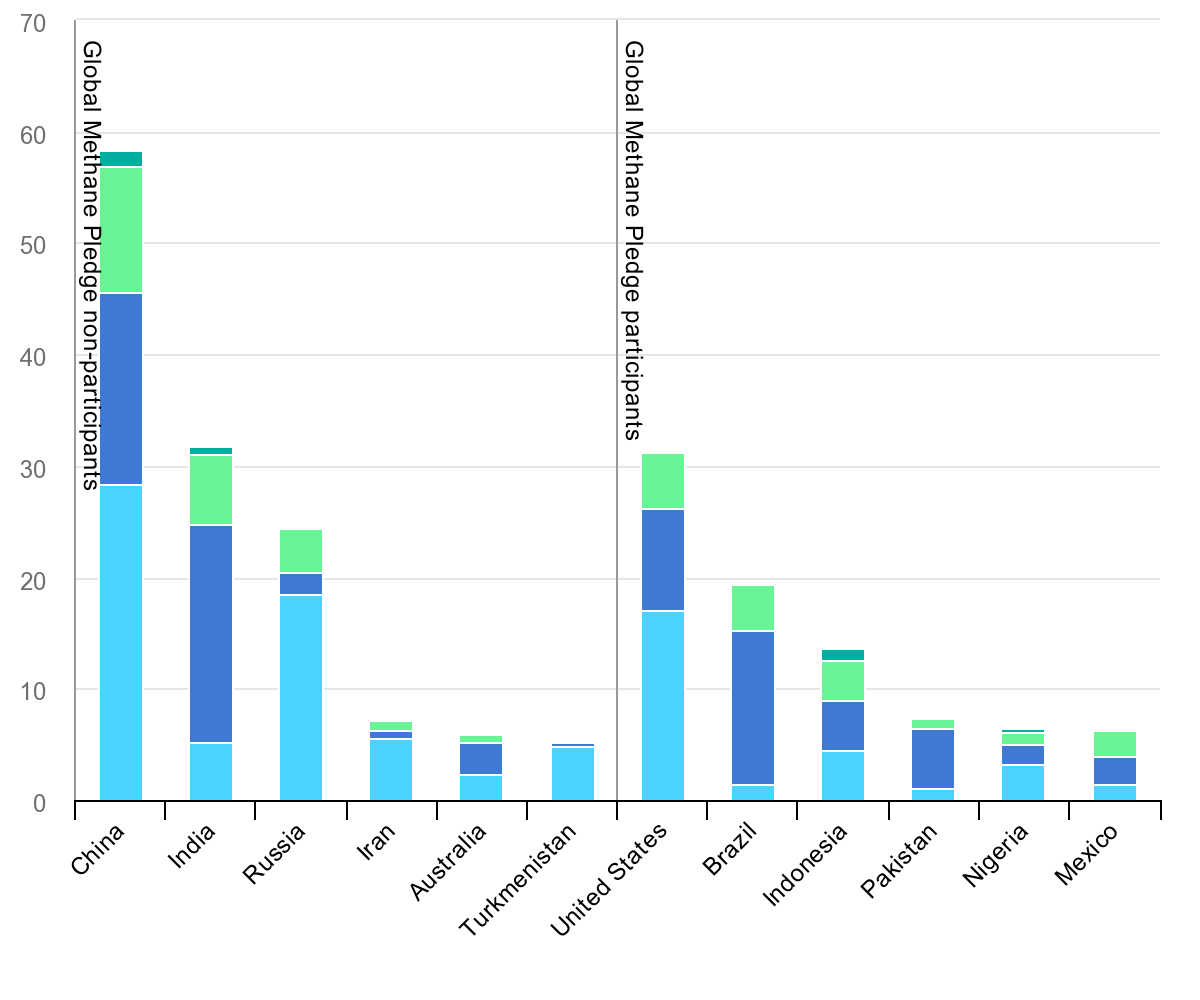 70
60
50
40
30
20
10
0
Global Methane Pledge non-participants
Global Methane Pledge participants
China
India
Russia
Iran
Australia
Turkmenistan
United States
Brazil
Indonesia
Pakistan
Nigeria
Mexico